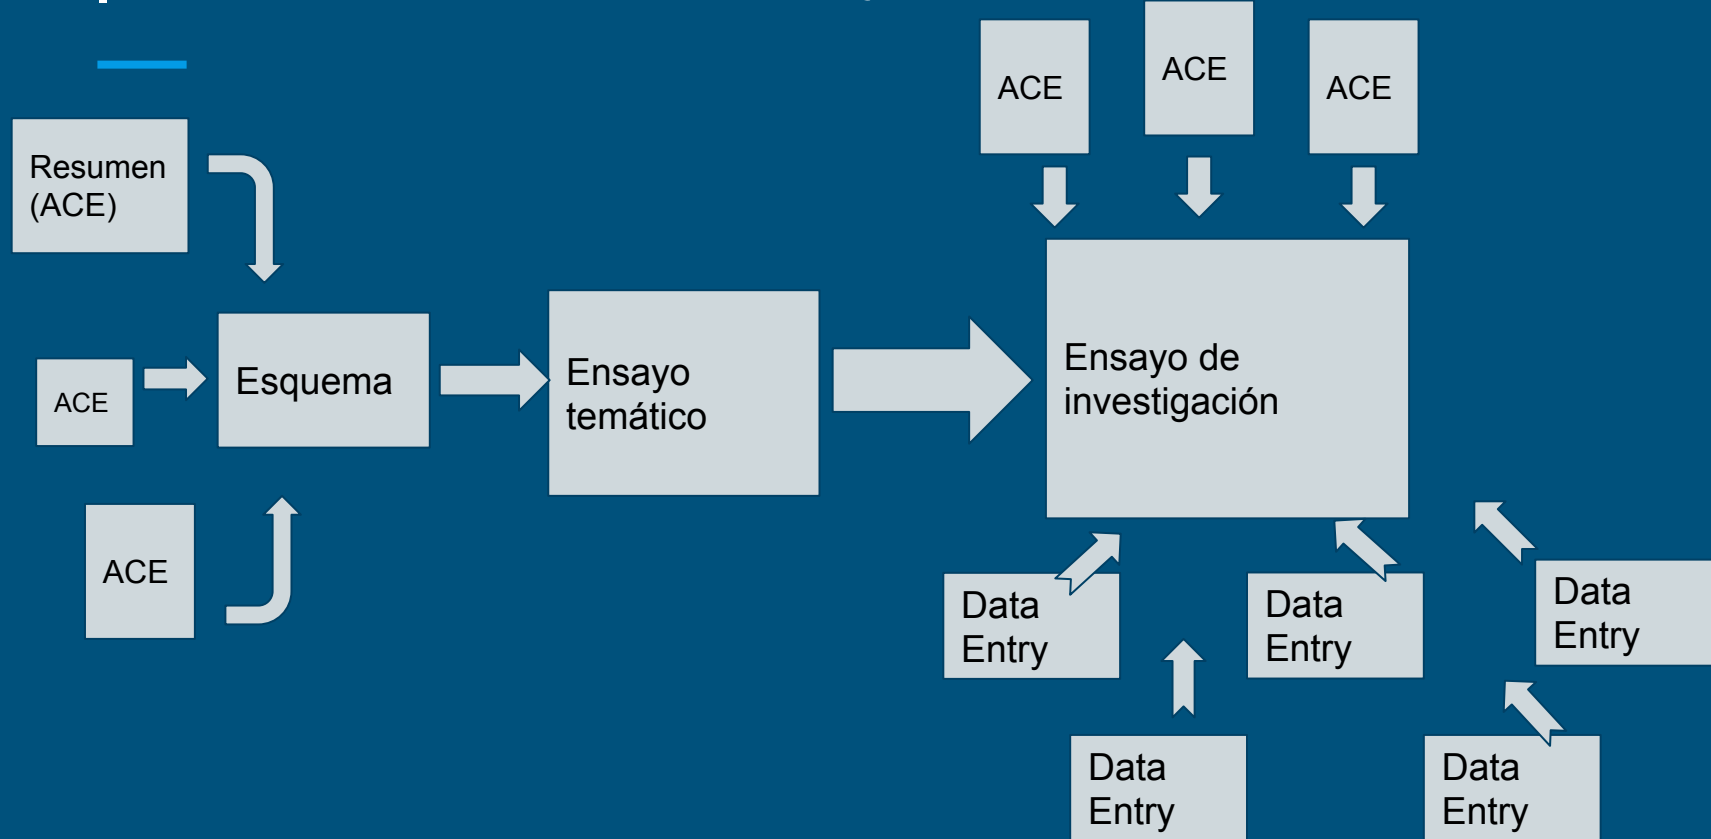 ACE
ACE
ACE
Resumen
(ACE)
ACE
Esquema
Ensayo
temático
Ensayo de
investigación
ACE
Data
Entry
Data
Entry
Data
Entry
Data
Entry
Data
Entry